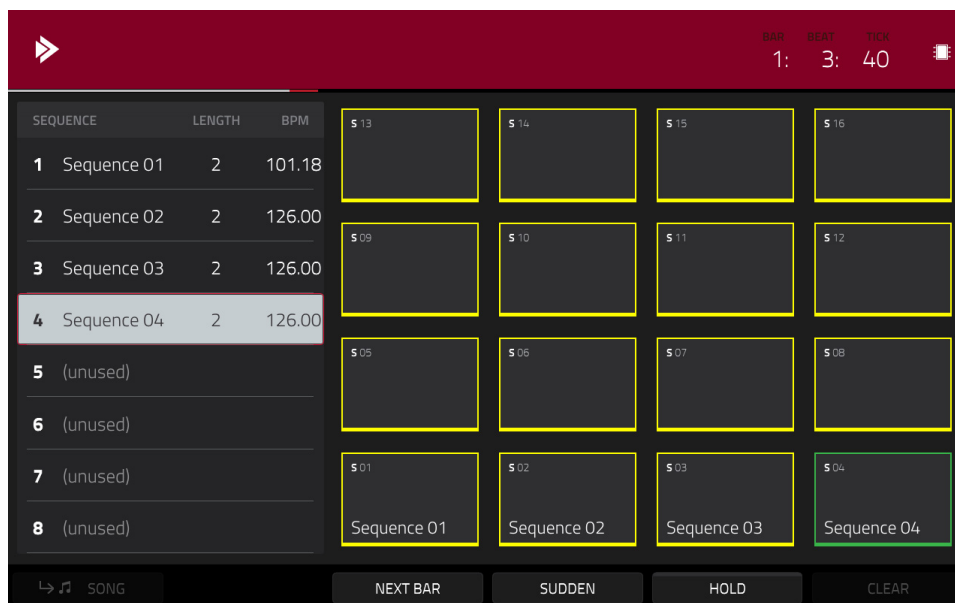 BAR BEAT TICK
1: 3: 40
SEQUENCE LENGTH BPM
1 Sequence 01 2 101.18
2 Sequence 02 2 126.00
3 Sequence 03 2 126.00
4 Sequence 04 2 126.00
5 (unused)
6 (unused)
7 (unused)
8 (unused)
S 13 S 14 S 15 S 16
S 09 S 10 S 11 S 12
S 05 S 06 S 07 S 08
S 01 S 02 S 03 S 04
Sequence 01 Sequence 02 Sequence 03 Sequence 04
SONG NEXT BAR SUDDEN HOLD CLEAR